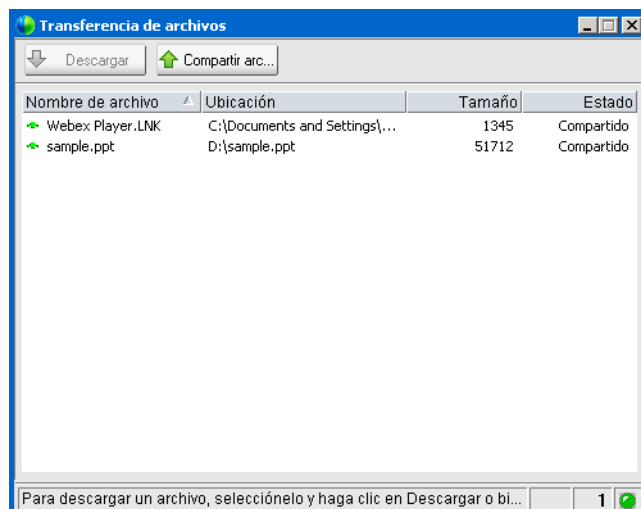 Transferencia de archivos
Descargar Compartir arc...
Nombre de archivo Ubicación Tamaño Estado
Webex Player.LNK C:\Documents and Settings\... 1345 Compartido
sample.ppt D:\sample.ppt 51712 Compartido
Para descargar un archivo, selecciónelo y haga clic en Descargar o bi... 1